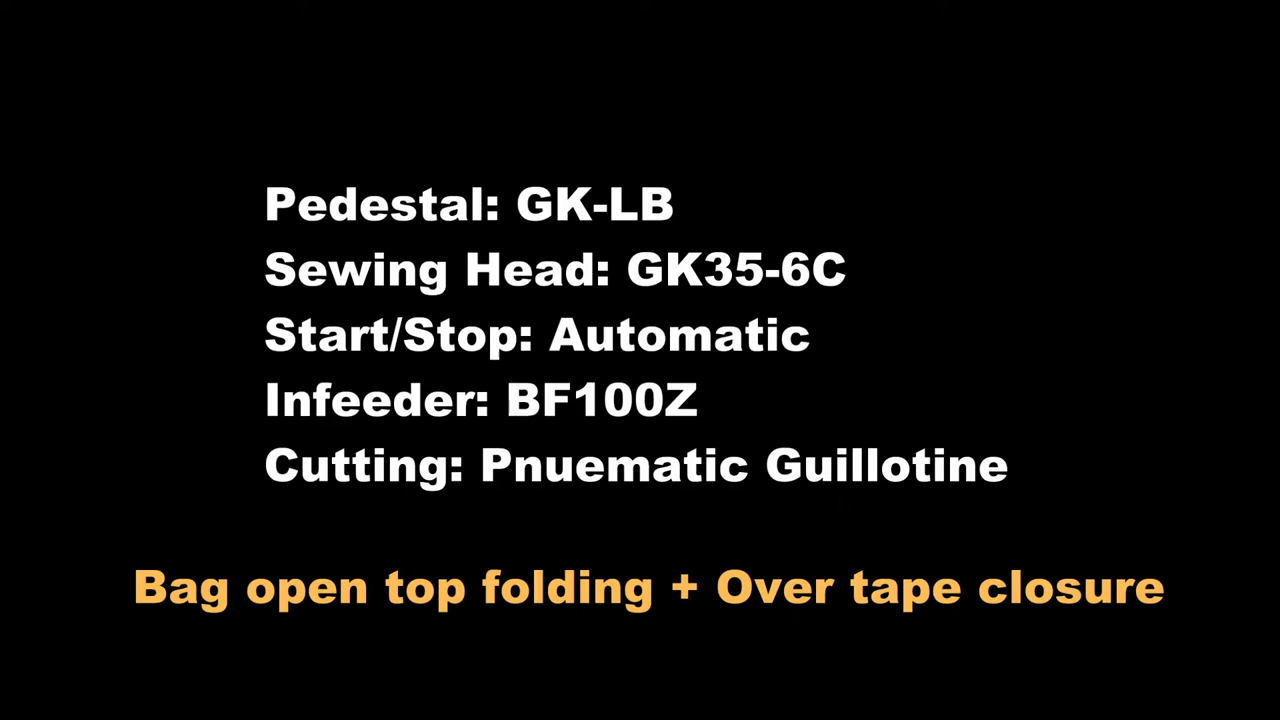 Pedestal: GK-LB
Sewing Head: GK35-6C
Start/Stop: Automatic
Infeeder: BF100Z
Cutting: Pnuematic Guillotine
Bag open top folding + Over tape closure